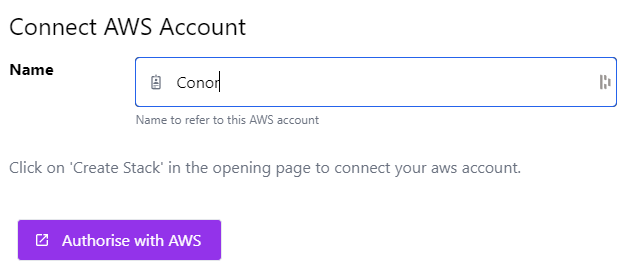 Connect AWS Account
Name
Conor
Name to refer to this AWS account
Click on 'Create Stack' in the opening page to connect your aws account.
Authorise with AWS